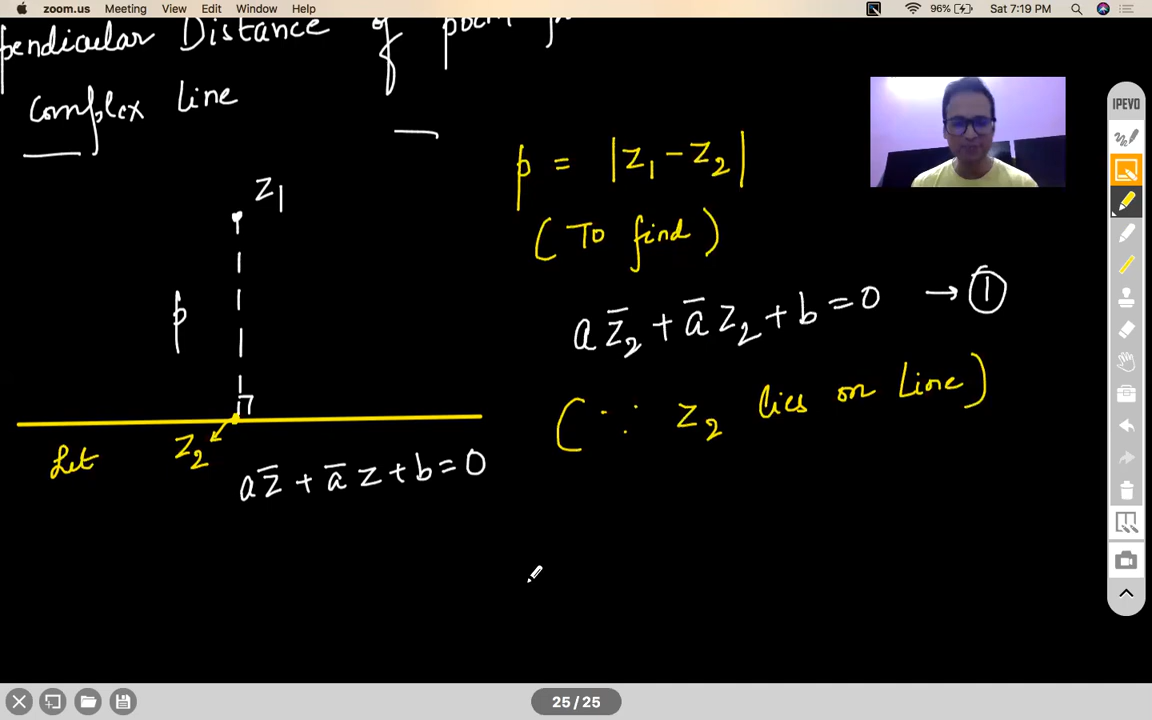 zoom.us Meeting View Edit Window Help 96% Sat 7:19 PM
pendicular Distance of point
complex line
IPEVO
z1
p = |z1 - z2|
(To find)
p
a z̄2 + ā z2 + b = 0 → ①
(∵ z2 lies on Line)
Let z2
a z̄ + ā z + b = 0
25 / 25